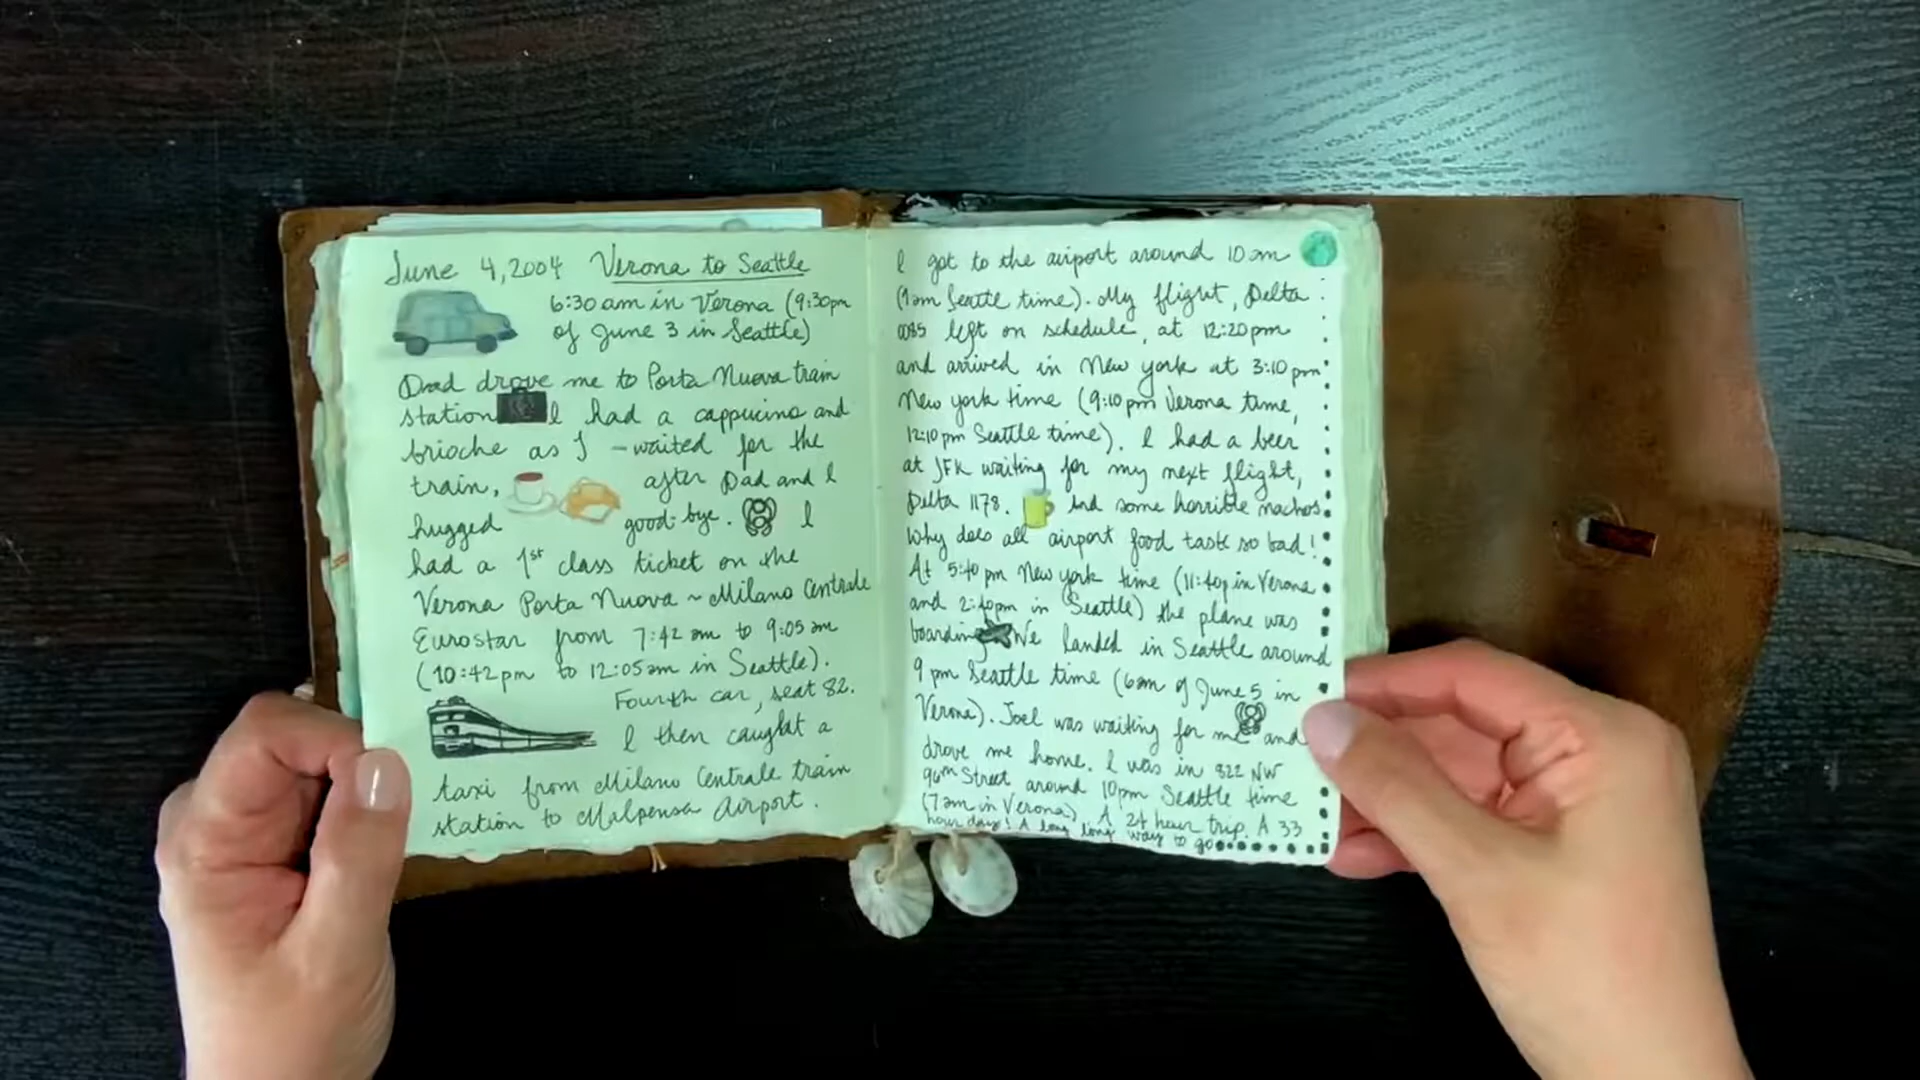 June 4, 2004 Verona to Seattle
6:30 am in Verona (9:30pm
of June 3 in Seattle)
Dad drove me to Porta Nuova train
station I had a cappucino and
brioche as I - waited for the
train, after Dad and I
hugged good-bye. I
had a 1st class ticket on the
Verona Porta Nuova ~ Milano Centrale
Eurostar from 7:42 am to 9:05 am
(10:42pm to 12:05am in Seattle).
Fourth car, seat 82.
I then caught a
taxi from Milano Centrale train
station to Malpensa Airport.
I got to the airport around 10 am
(1am Seattle time). My flight, Delta
0085 left on schedule, at 12:20pm
and arrived in New York at 3:10 pm
New York time (9:10pm Verona time,
12:10pm Seattle time). I had a beer
at JFK waiting for my next flight,
Delta 1178. And some horrible nachos.
Why does all airport food taste so bad!
At 5:40 pm New York time (11:40p in Verona
and 2:40pm in Seattle) the plane was
boarding We landed in Seattle around
9 pm Seattle time (6am of June 5 in
Verona). Joel was waiting for me and
drove me home. I was in 822 NW
96th Street around 10pm Seattle time
(7am in Verona) A 24 hour trip. A 33
hour day! A long long way to go